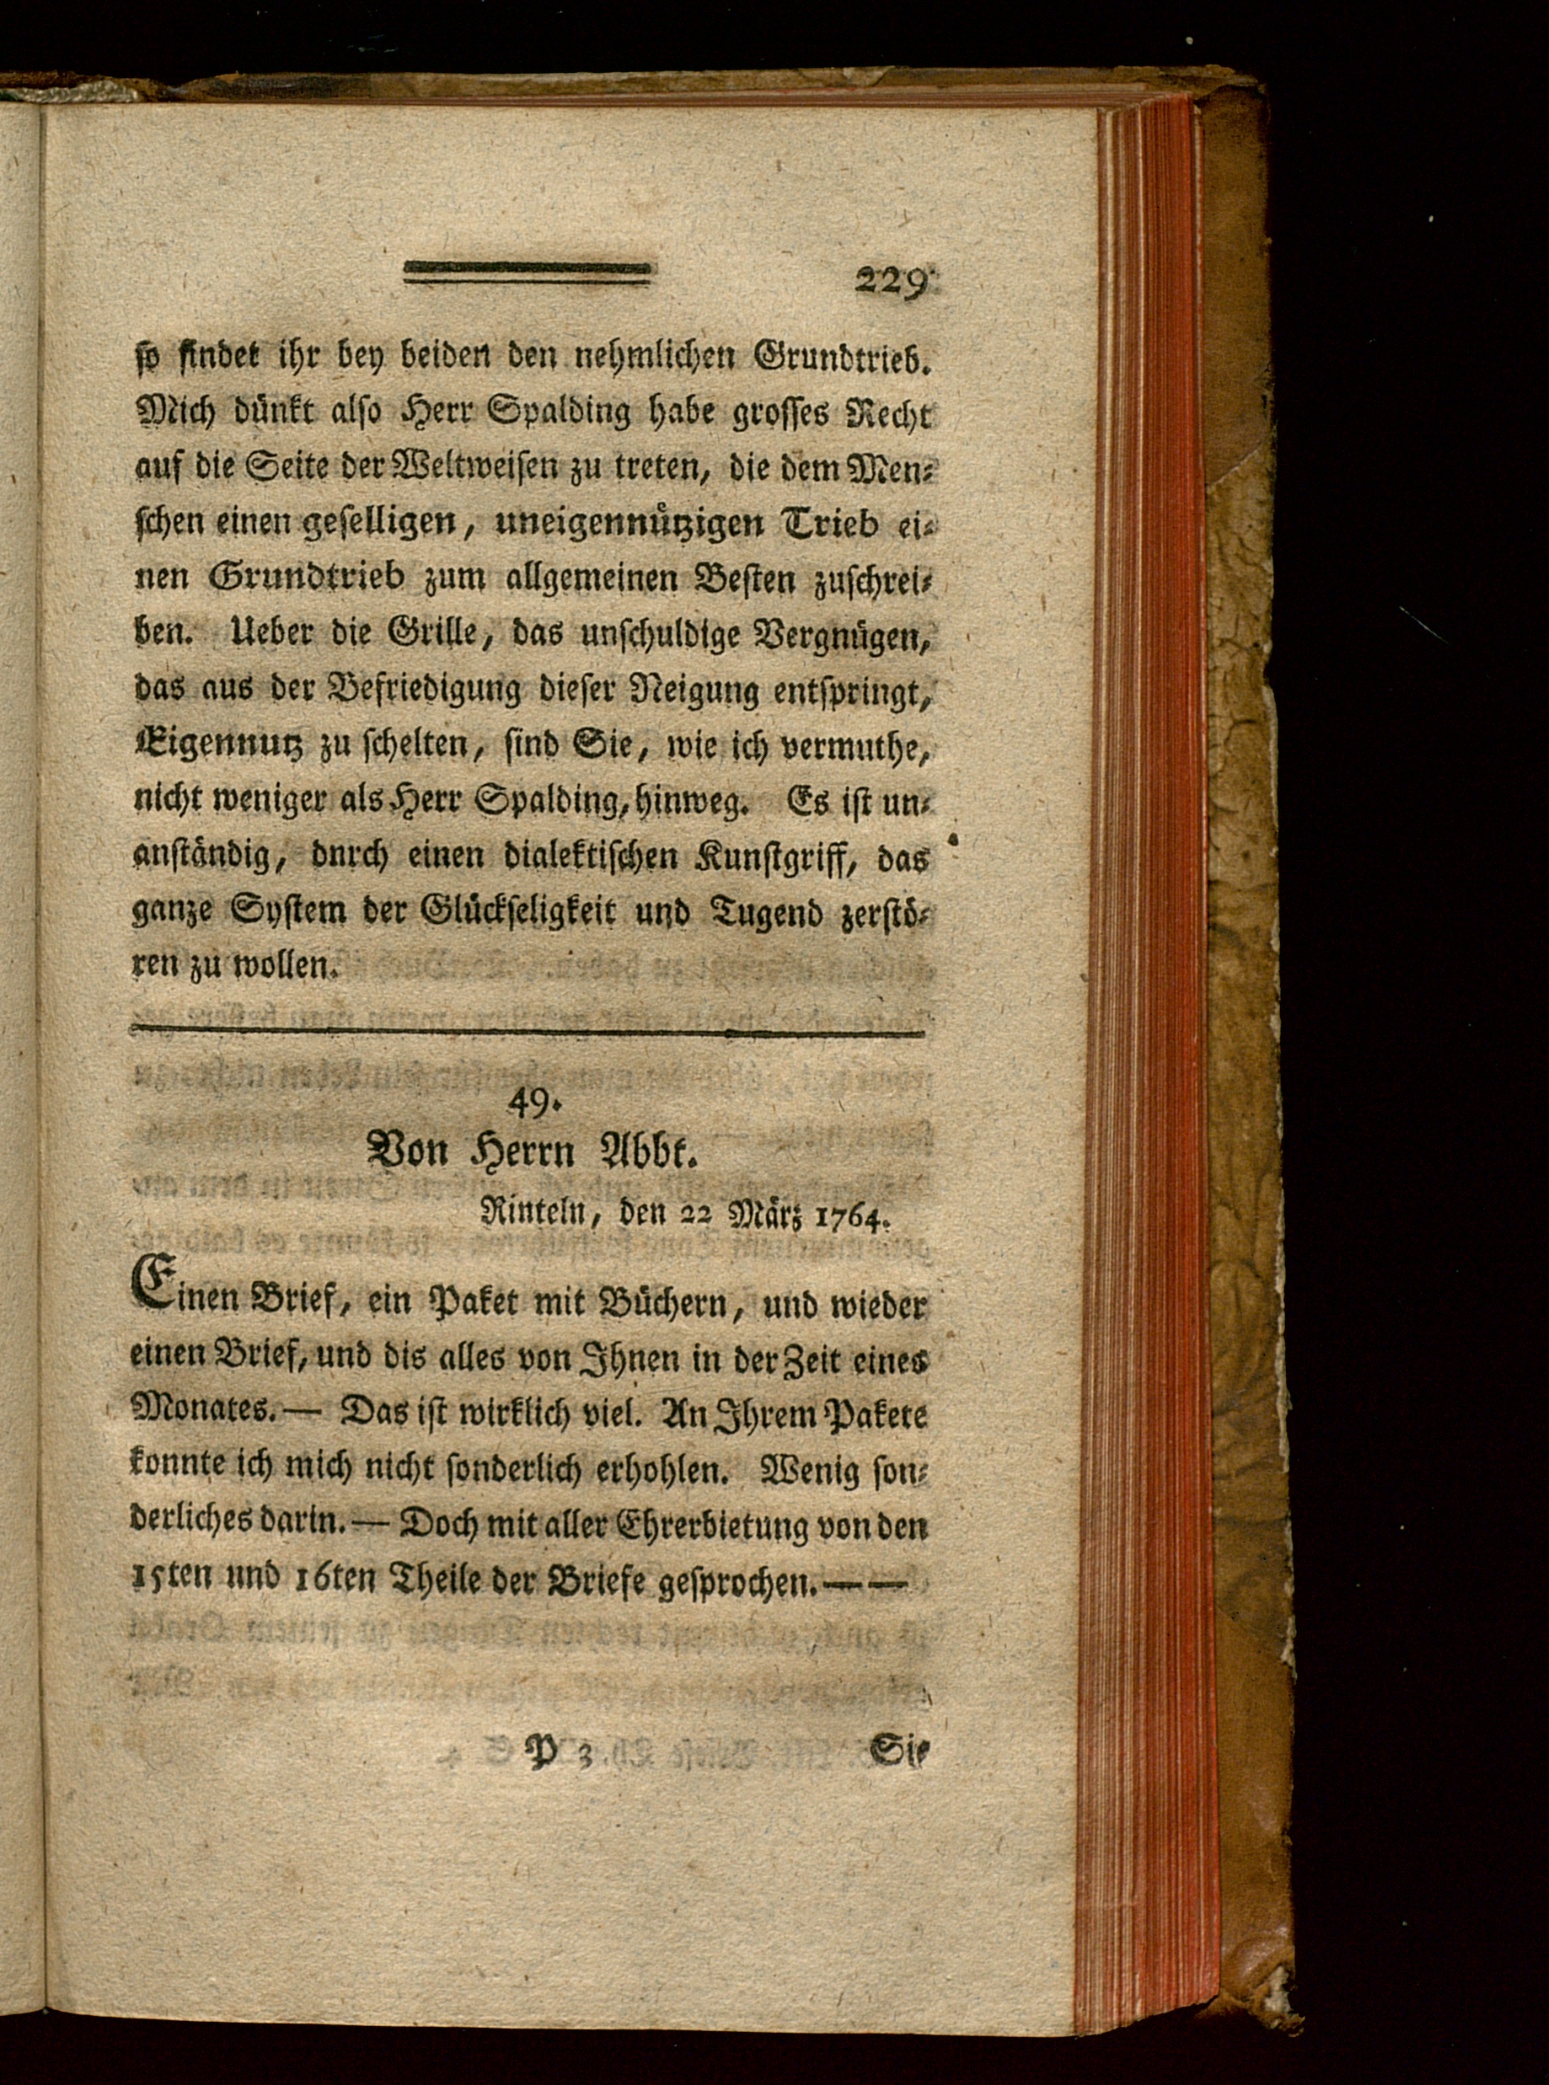 229
so findet ihr bey beiden den nehmlichen Grundtrieb.
Mich dünkt also Herr Spalding habe grosses Recht
auf die Seite der Weltweisen zu treten, die dem Men-
schen einen geselligen, uneigennützigen Trieb ei-
nen Grundtrieb zum allgemeinen Besten zuschrei-
ben. Ueber die Grille, das unschuldige Vergnügen,
das aus der Befriedigung dieser Neigung entspringt,
Eigennutz zu schelten, sind Sie, wie ich vermuthe,
nicht weniger als Herr Spalding, hinweg. Es ist un-
anständig, dnrch einen dialektischen Kunstgriff, das
ganze System der Glückseligkeit und Tugend zerstö-
ren zu wollen.
49.
Von Herrn Abbt.
Rinteln, den 22 März 1764.
Einen Brief, ein Paket mit Büchern, und wieder
einen Brief, und dis alles von Ihnen in der Zeit eines
Monates.— Das ist wirklich viel. An Ihrem Pakete
konnte ich mich nicht sonderlich erhohlen. Wenig son-
derliches darin.— Doch mit aller Ehrerbietung von den
15ten und 16ten Theile der Briefe gesprochen.— —
P 3 Sie